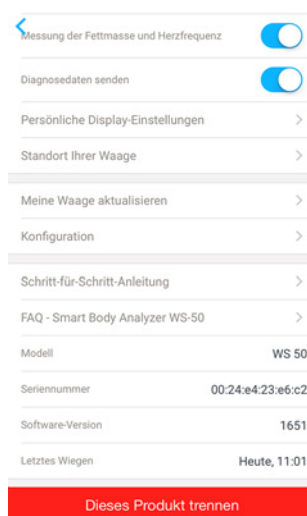 Messung der Fettmasse und Herzfrequenz
Diagnosedaten senden
Persönliche Display-Einstellungen
Standort Ihrer Waage
Meine Waage aktualisieren
Konfiguration
Schritt-für-Schritt-Anleitung
FAQ - Smart Body Analyzer WS-50
Modell WS 50
Seriennummer 00:24:e4:23:e6:c2
Software-Version 1651
Letztes Wiegen Heute, 11:01
Dieses Produkt trennen